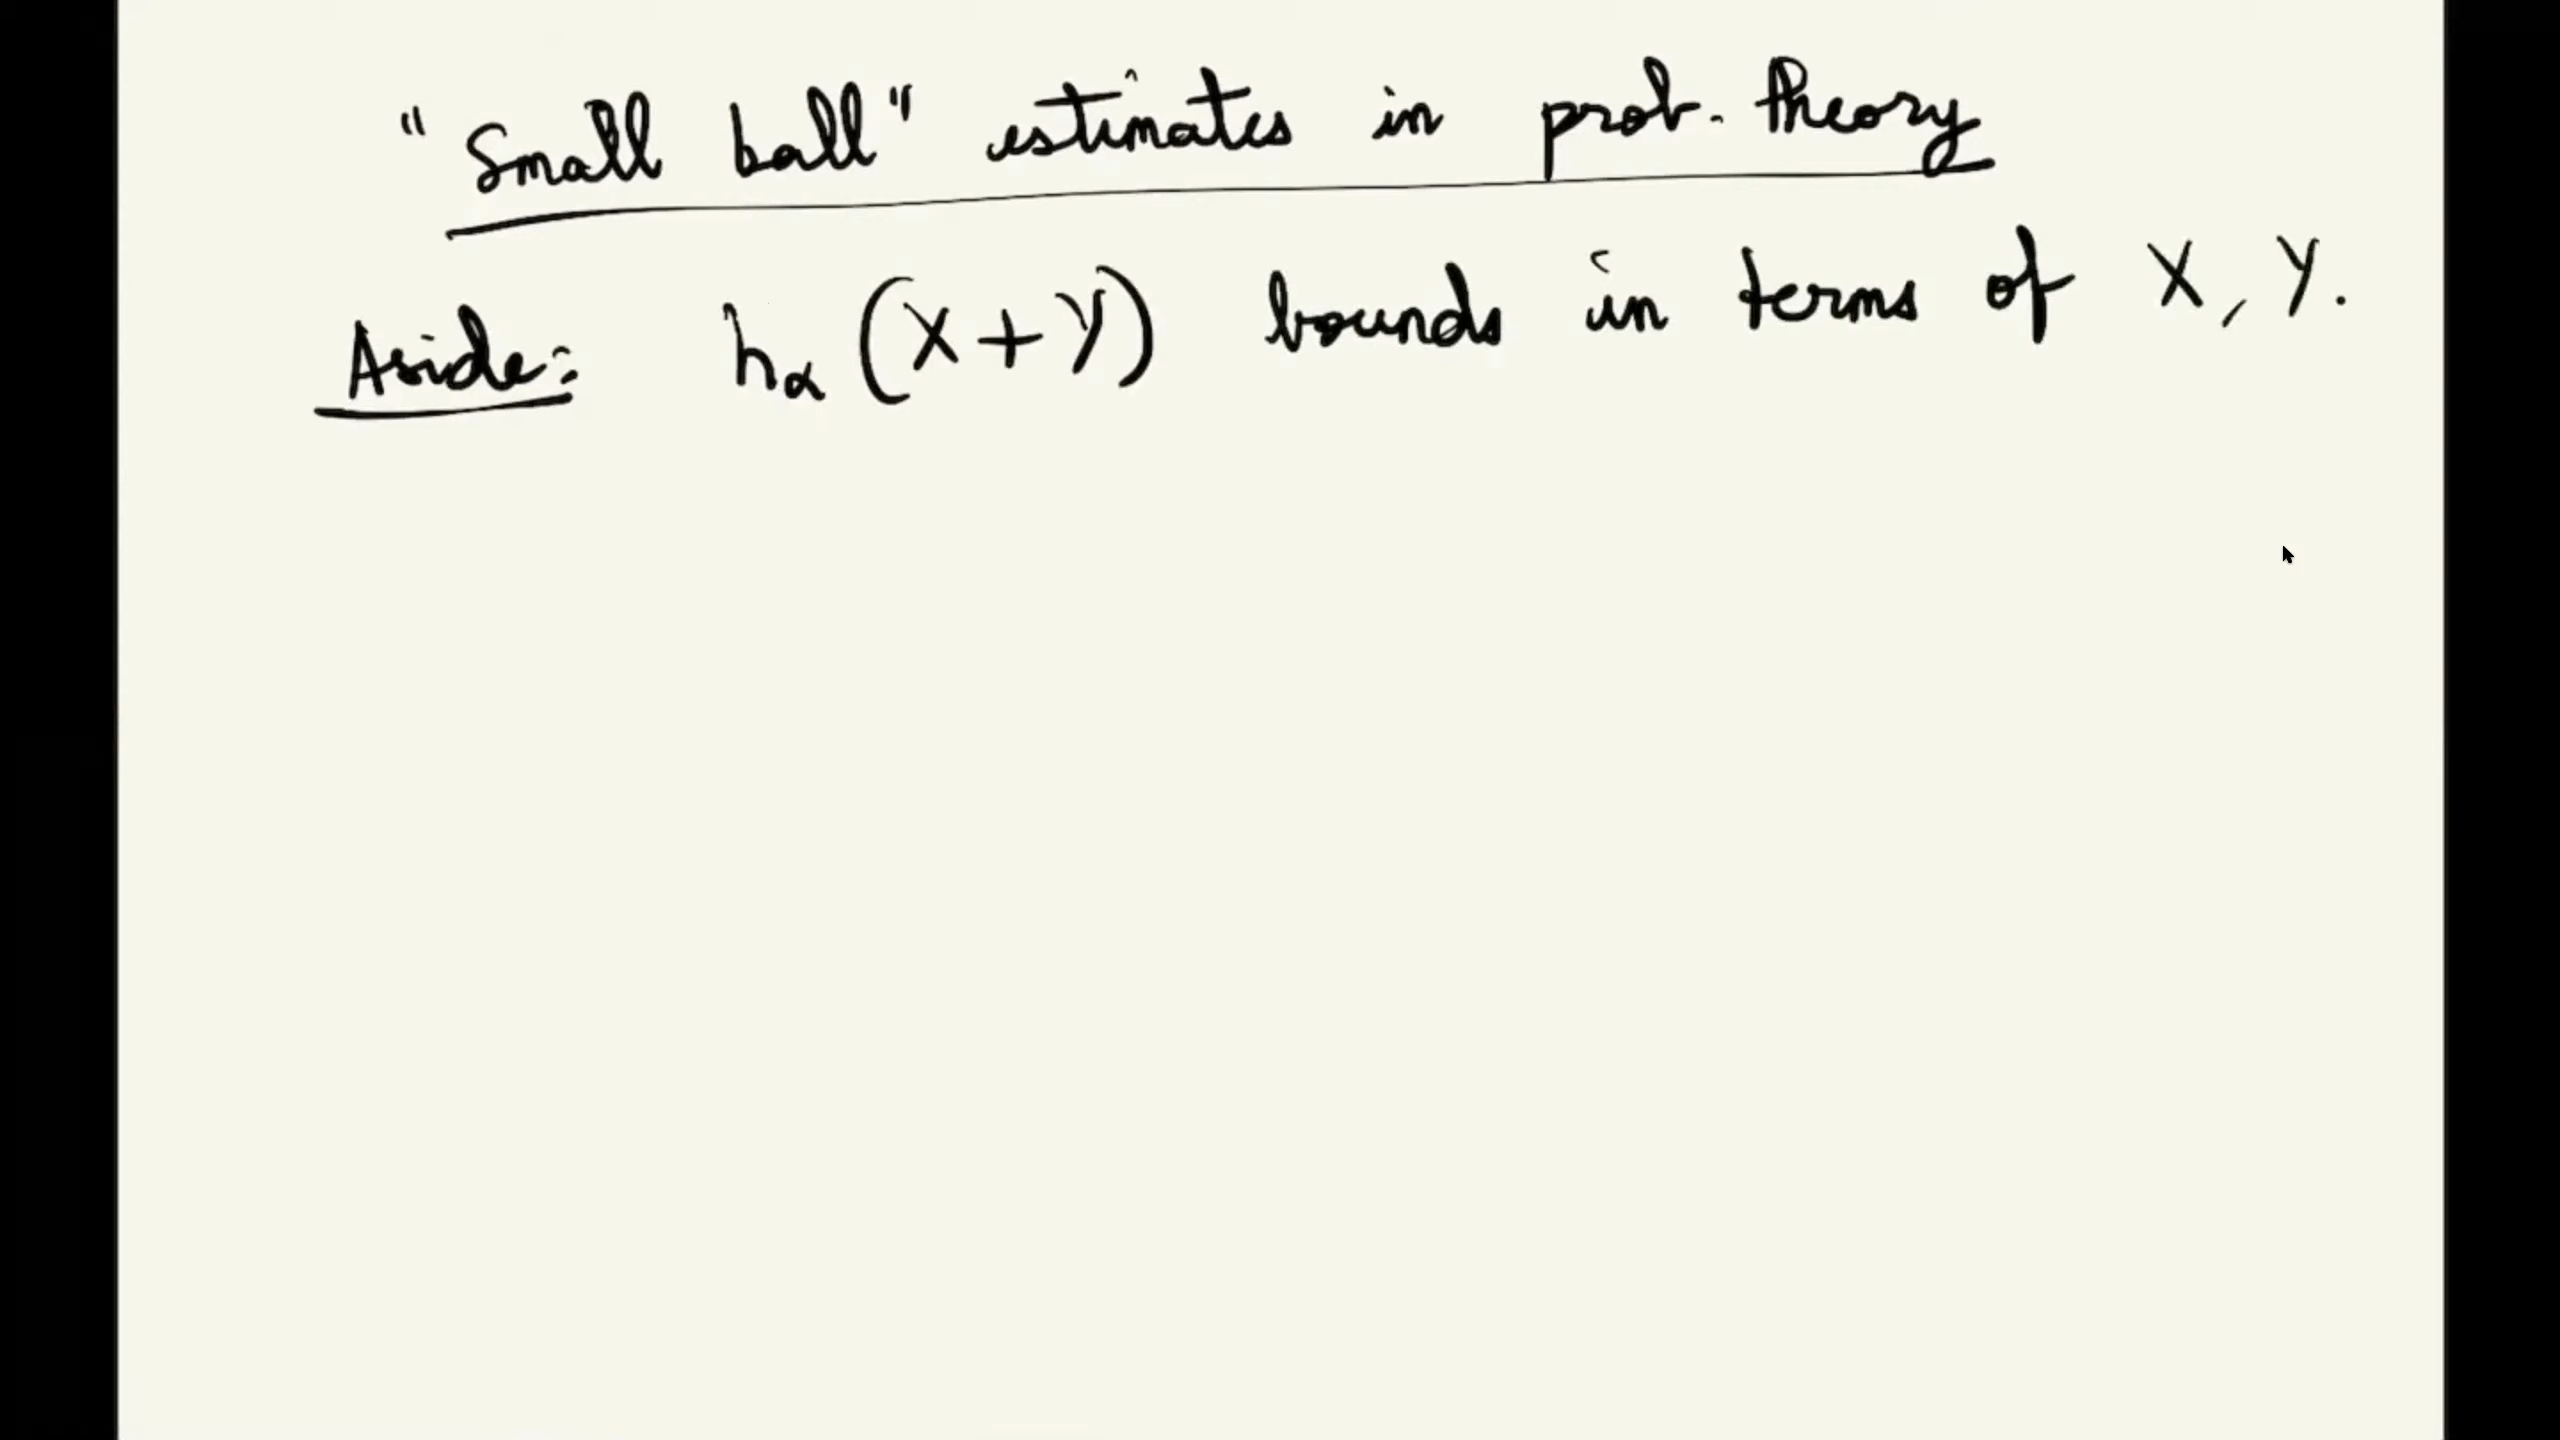 "Small ball" estimates in prob. theory
Aside: hα (X+Y) bounds in terms of X, Y.